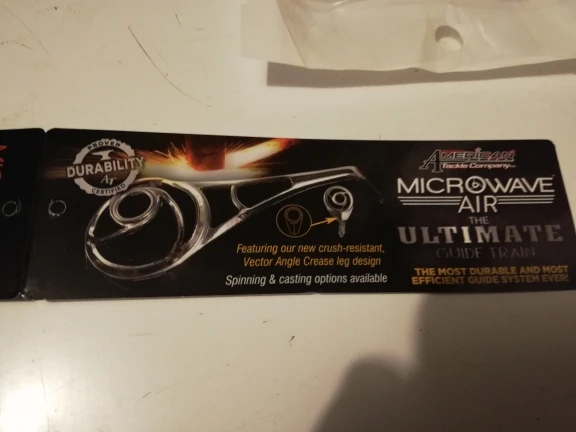 PROVEN
DURABILITY
AT
CERTIFIED
AMERICAN
Tackle Company
MICROWAVE
AIR
THE
ULTIMATE
GUIDE TRAIN
THE MOST DURABLE AND MOST
EFFICIENT GUIDE SYSTEM EVER!
Featuring our new crush-resistant,
Vector Angle Crease leg design
Spinning & casting options available